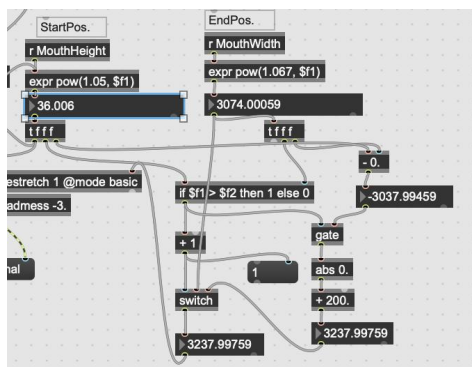 StartPos.
EndPos.
r MouthHeight
r MouthWidth
expr pow(1.05, $f1)
expr pow(1.067, $f1)
36.006
3074.00059
t f f f
t f f f
- 0.
estretch 1 @mode basic
if $f1 > $f2 then 1 else 0
-3037.99459
admess -3.
gate
+ 1
nal
1
abs 0.
switch
+ 200.
3237.99759
3237.99759